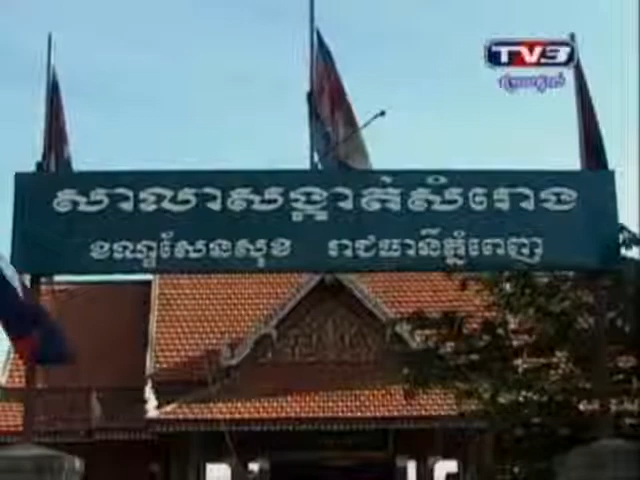 TV3
សាលាសង្កាត់សំរោង
ខណ្ឌសែនសុខ រាជធានីភ្នំពេញ